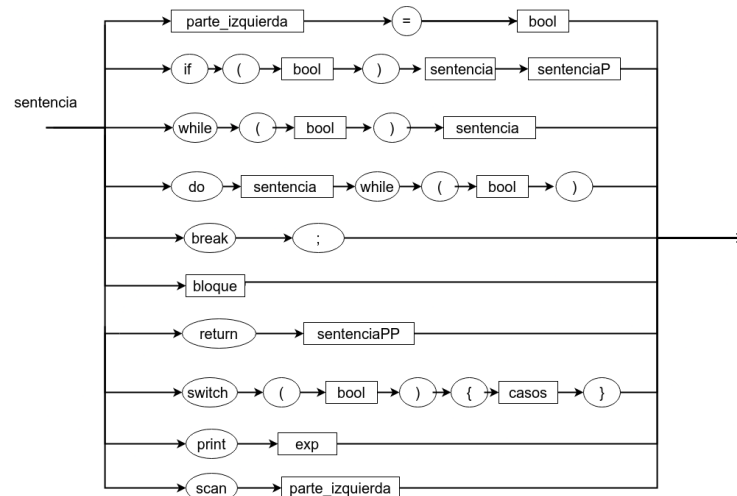 parte_izquierda = bool
if ( bool ) sentencia sentenciaP
sentencia
while ( bool ) sentencia
do sentencia while ( bool )
break ;
bloque
return sentenciaPP
switch ( bool ) { casos }
print exp
scan parte_izquierda